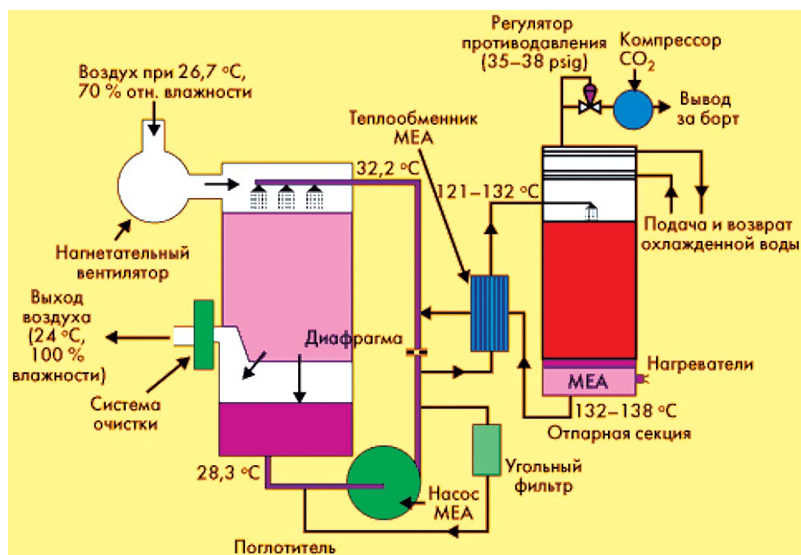 Воздух при 26,7 °C,
70 % отн. влажности
Регулятор
противодавления
(35–38 psig)
Компрессор
CO₂
Вывод
за борт
Теплообменник
МЕА
32,2 °C
121–132 °C
Нагнетательный
вентилятор
Подача и возврат
охлажденной воды
Выход
воздуха
(24 °C,
100 %
влажности)
Диафрагма
Система
очистки
Нагреватели
МЕА
132–138 °C
Отпарная секция
28,3 °C
Насос
МЕА
Угольный
фильтр
Поглотитель